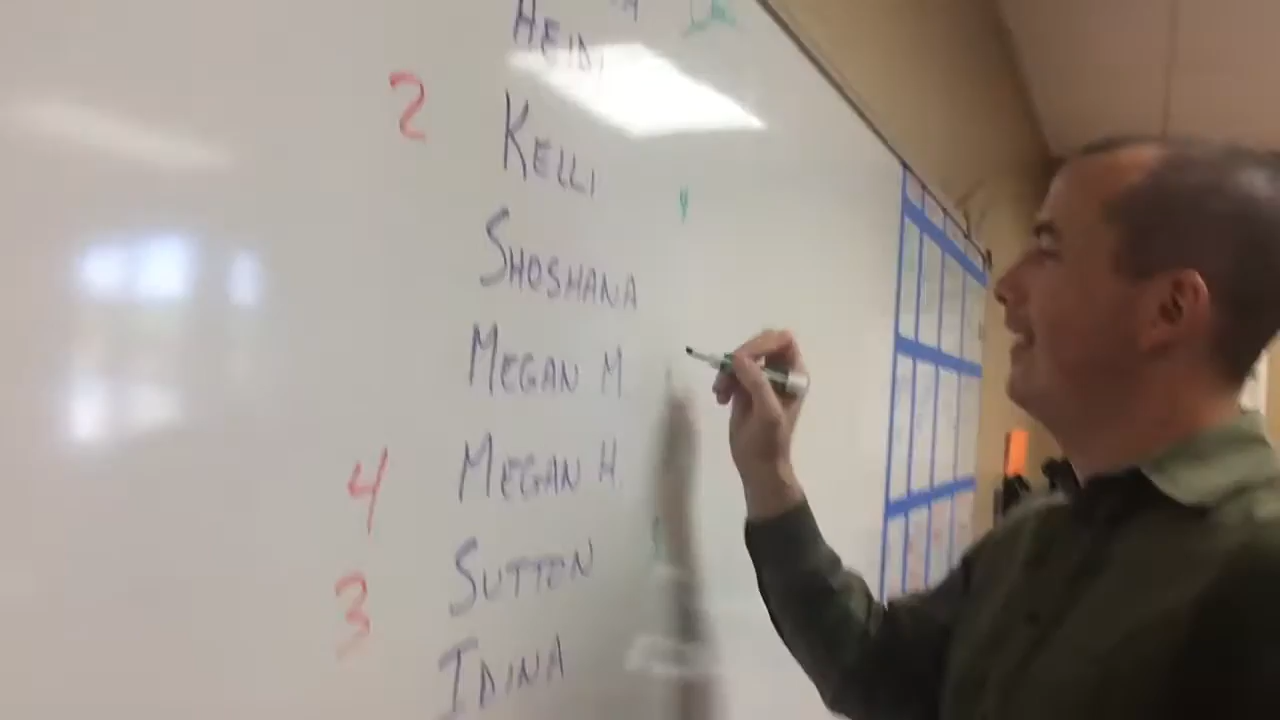 HEIDI
2 KELLI
SHOSHANA
MEGAN M
4 MEGAN H.
3 SUTTON
IDINA